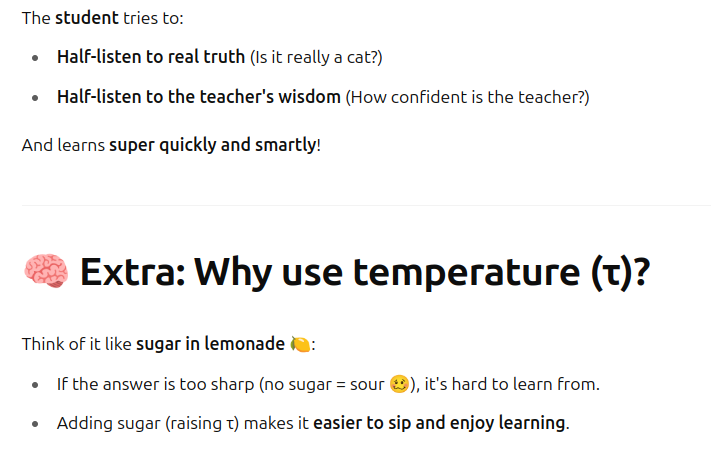 The student tries to:
Half-listen to real truth (Is it really a cat?)
Half-listen to the teacher's wisdom (How confident is the teacher?)
And learns super quickly and smartly!
🧠 Extra: Why use temperature (τ)?
Think of it like sugar in lemonade 🍋:
If the answer is too sharp (no sugar = sour 🥴), it's hard to learn from.
Adding sugar (raising τ) makes it easier to sip and enjoy learning.